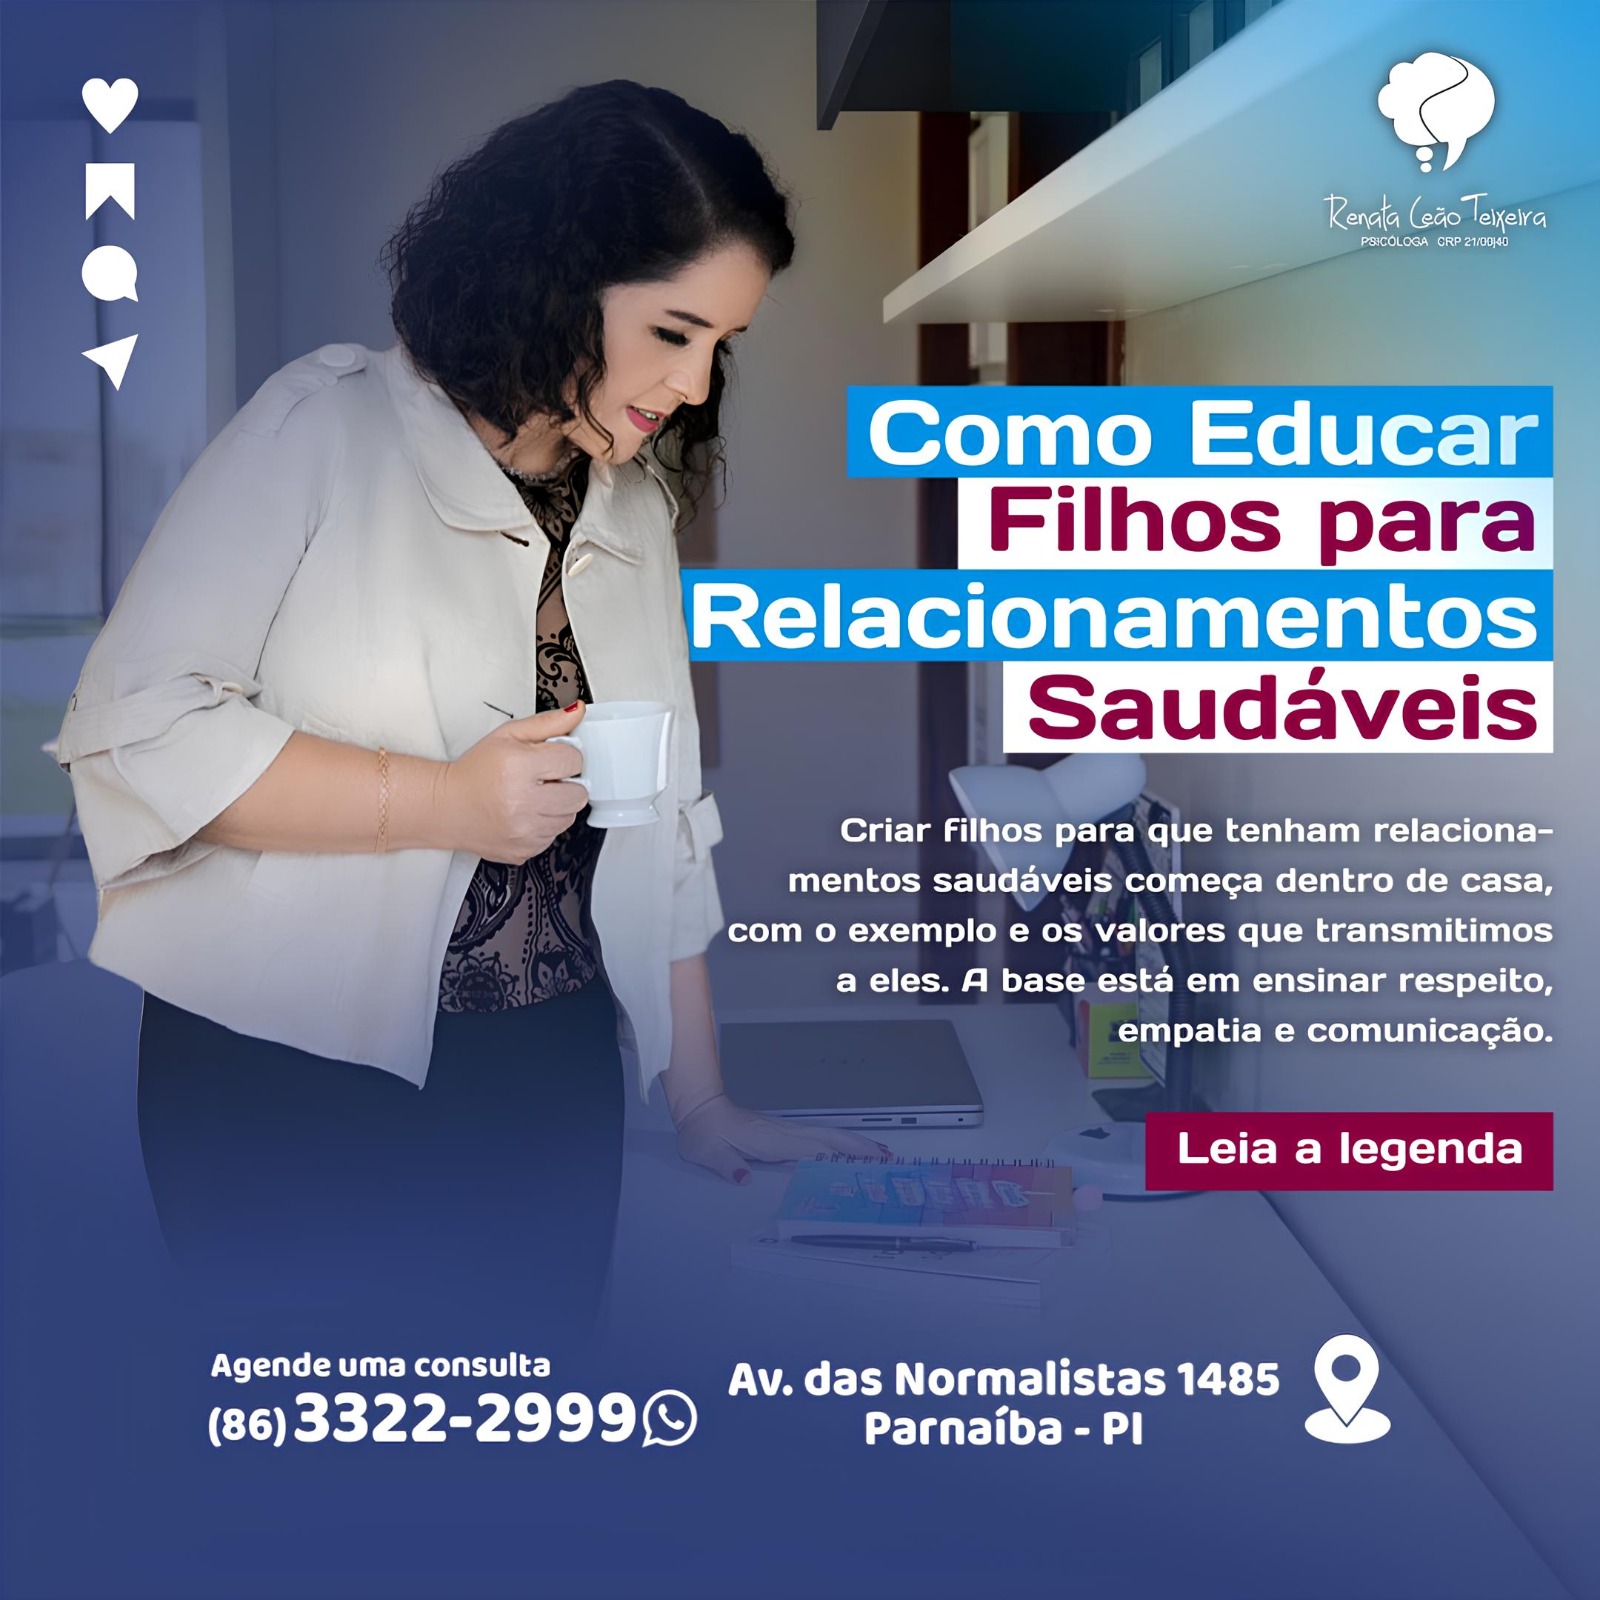 Renata Leão Teixeira
PSICÓLOGA CRP
Como Educar
Filhos para
Relacionamentos
Saudáveis
Criar filhos para que tenham relaciona-
mentos saudáveis começa dentro de casa,
com o exemplo e os valores que transmitimos
a eles. A base está em ensinar respeito,
empatia e comunicação.
Leia a legenda
Agende uma consulta
(86) 3322-2999
Av. das Normalistas 1485
Parnaíba - PI